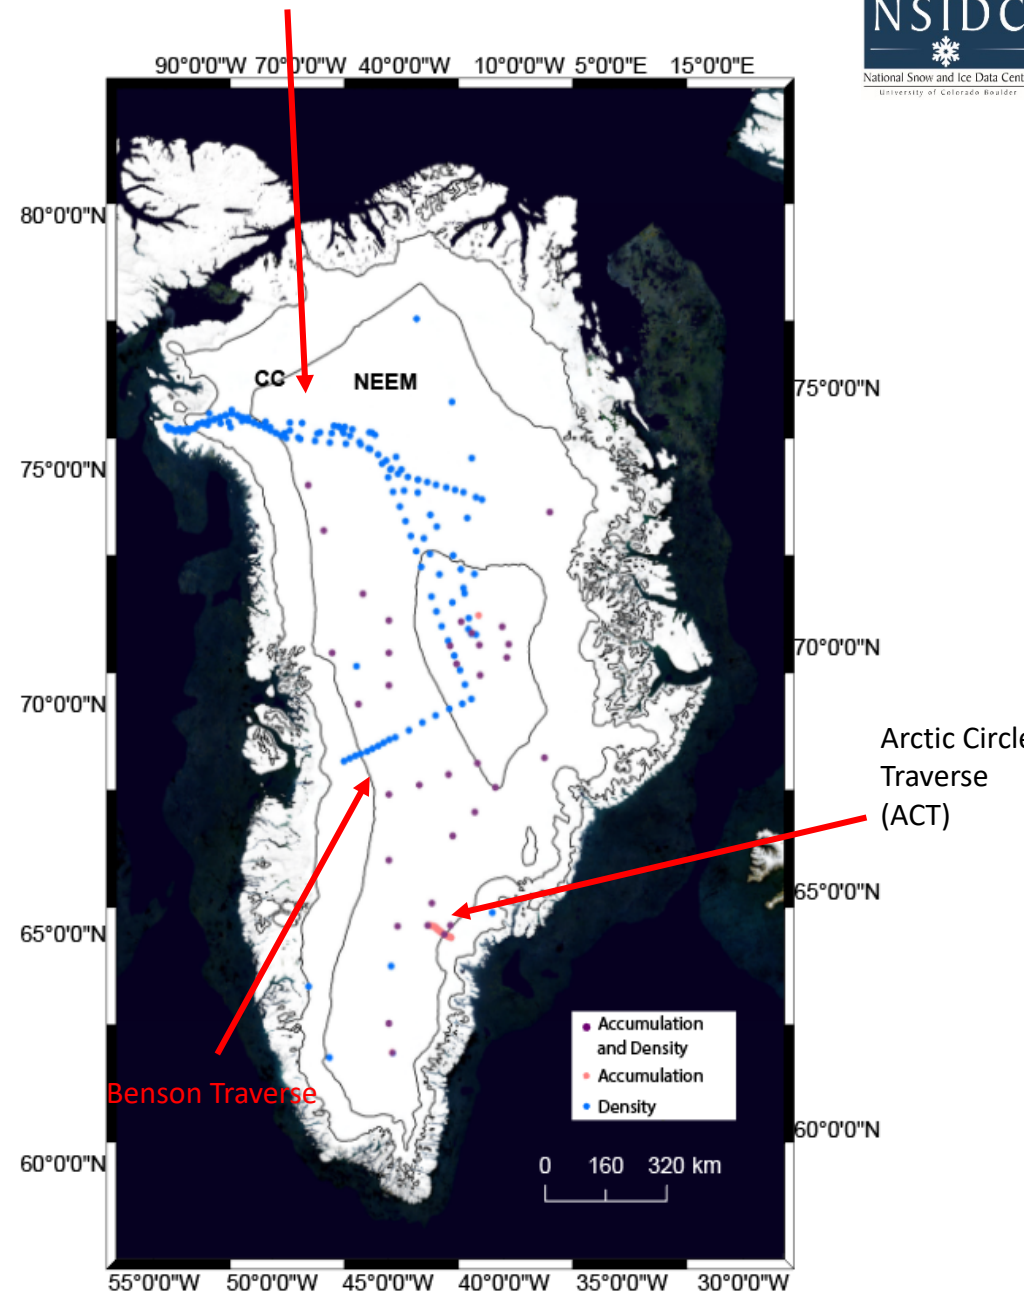 NSIDC
National Snow and Ice Data Cent
University of Colorado Boulder
90°0'0"W 70°0'0"W 40°0'0"W 10°0'0"W 5°0'0"E 15°0'0"E
80°0'0"N
CC
NEEM
75°0'0"N
75°0'0"N
70°0'0"N
70°0'0"N
Arctic Circle
Traverse
(ACT)
65°0'0"N
65°0'0"N
Accumulation
and Density
Accumulation
Density
Benson Traverse
60°0'0"N
60°0'0"N
0 160 320 km
55°0'0"W 50°0'0"W 45°0'0"W 40°0'0"W 35°0'0"W 30°0'0"W